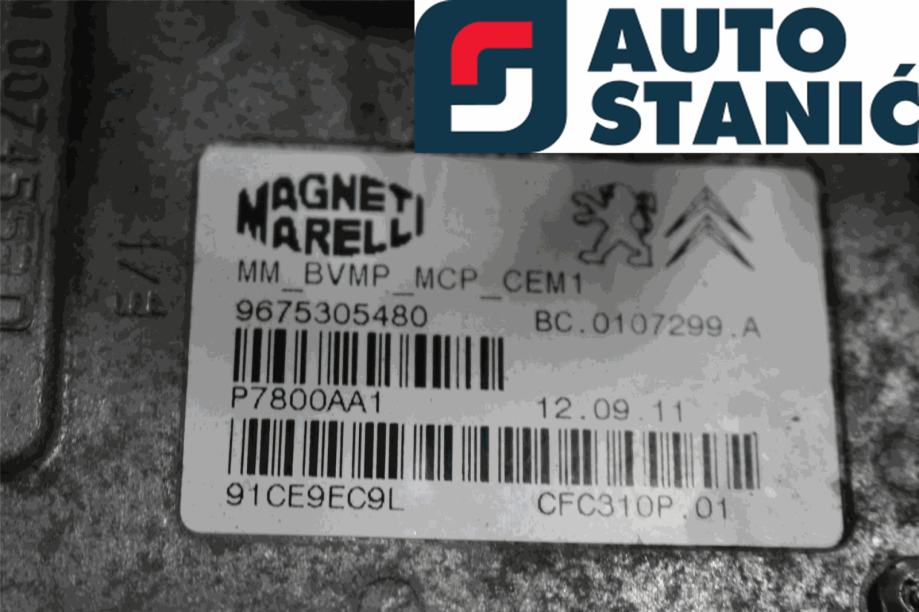 AUTO
STANIĆ
MAGNETI
MARELLI
MM_BVMP_MCP_CEM1
9675305480 BC.0107299.A
P7800AA1 12.09.11
91CE9EC9L CFC310P.01